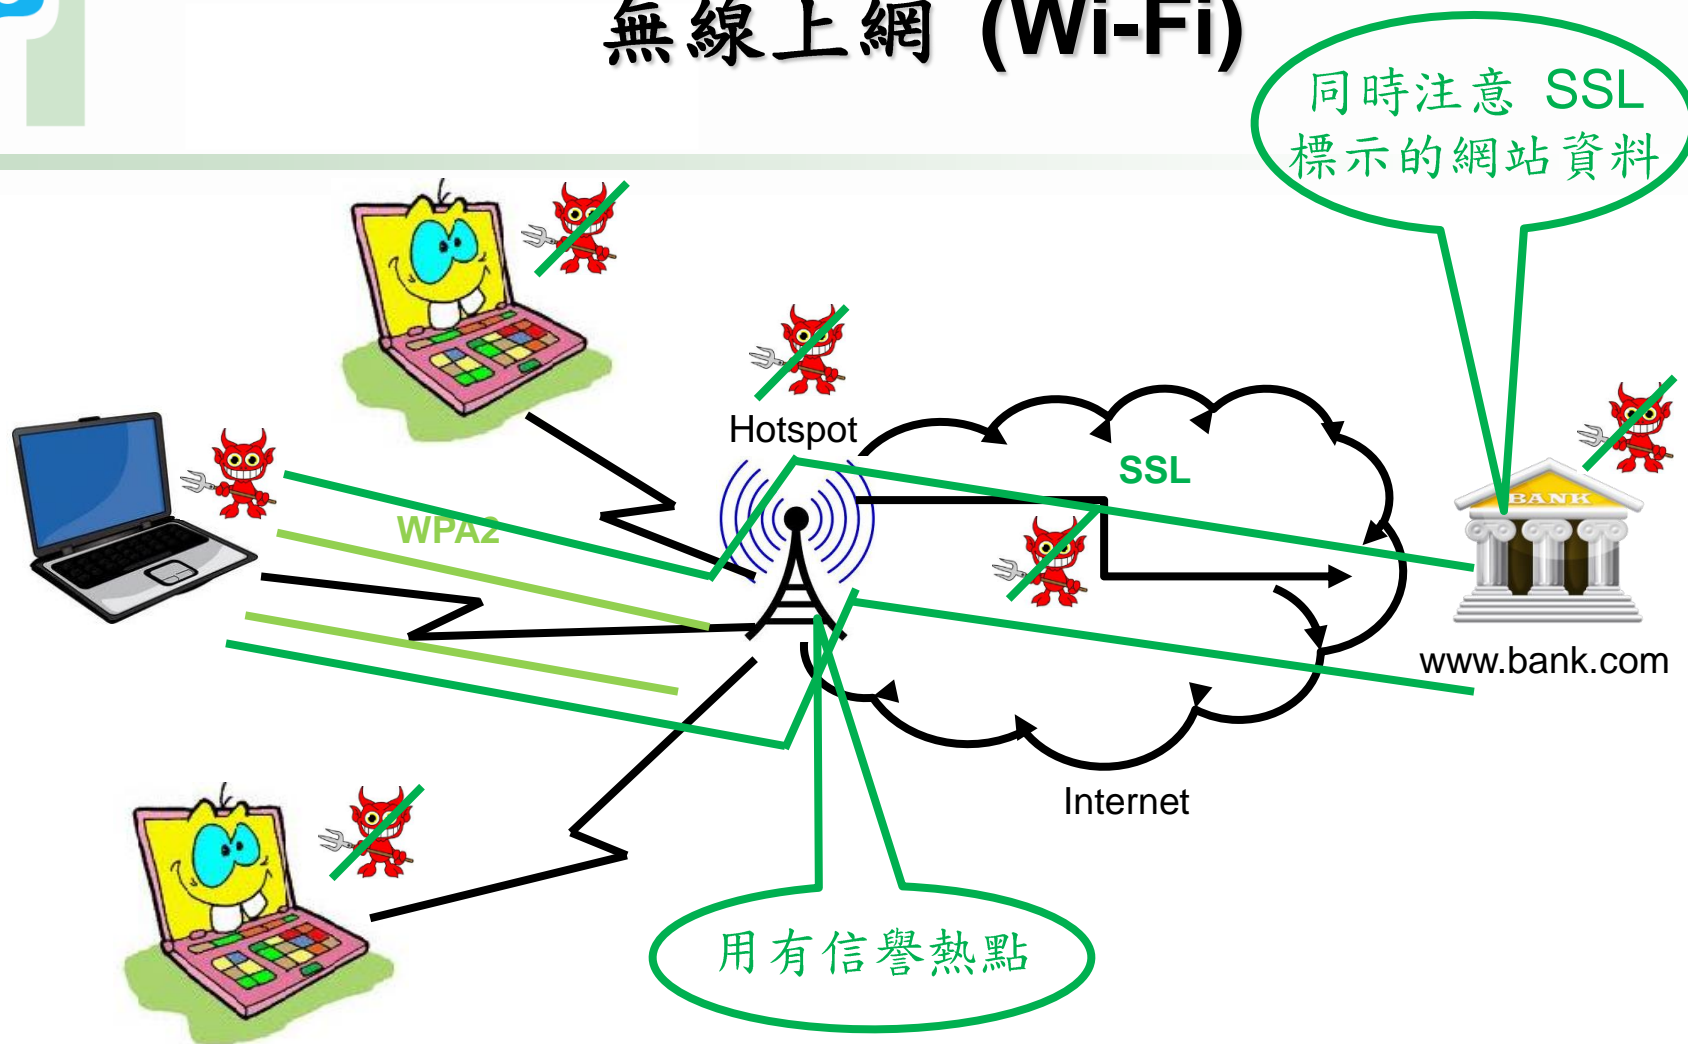 無線上網 (Wi-Fi)
同時注意 SSL
標示的網站資料
Hotspot
SSL
WPA2
BANK
www.bank.com
Internet
用有信譽熱點